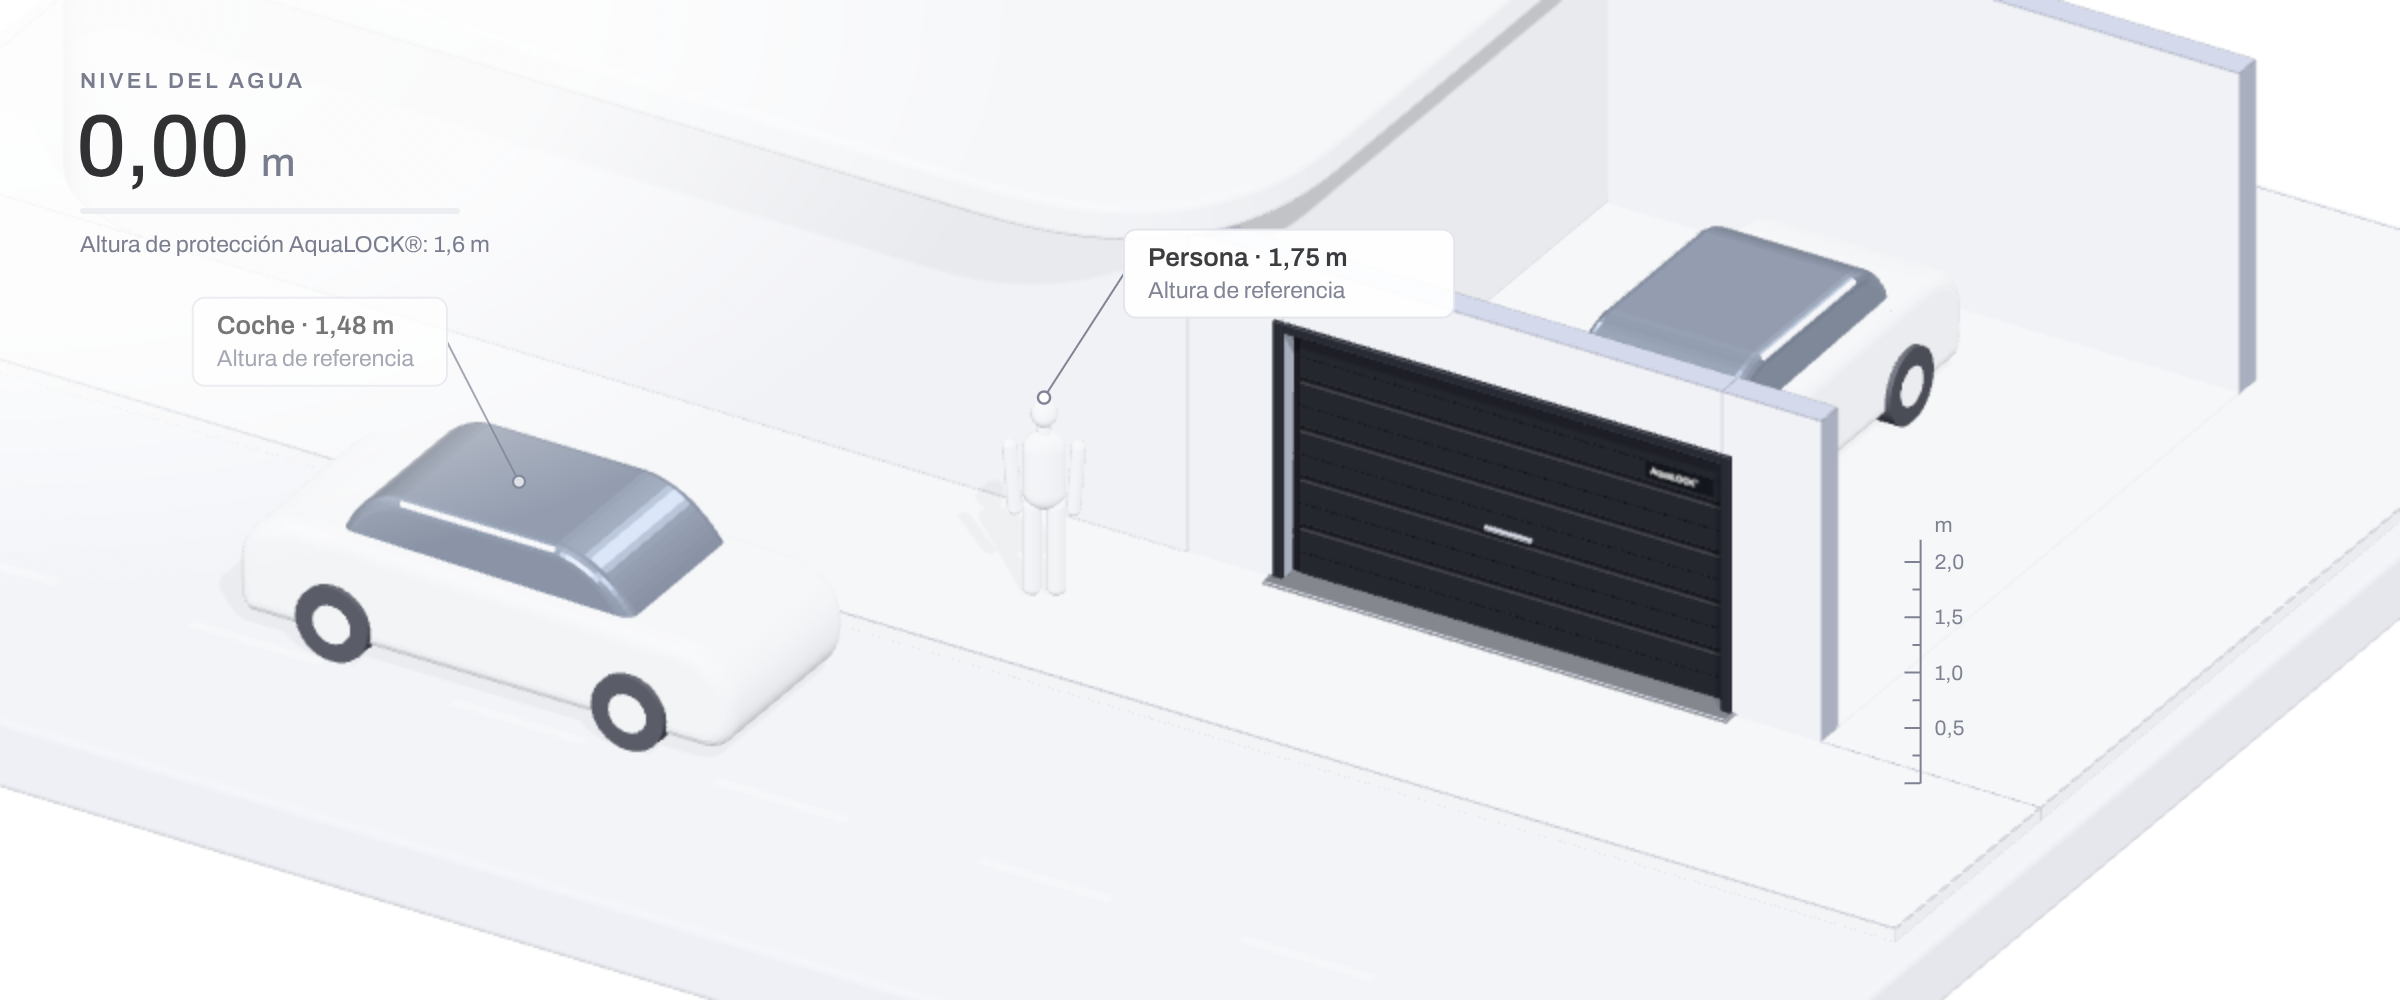 NIVEL DEL AGUA
0,00 m
Altura de protección AquaLOCK®: 1,6 m
Persona · 1,75 m
Altura de referencia
Coche · 1,48 m
Altura de referencia
AquaLOCK®
m
2,0
1,5
1,0
0,5